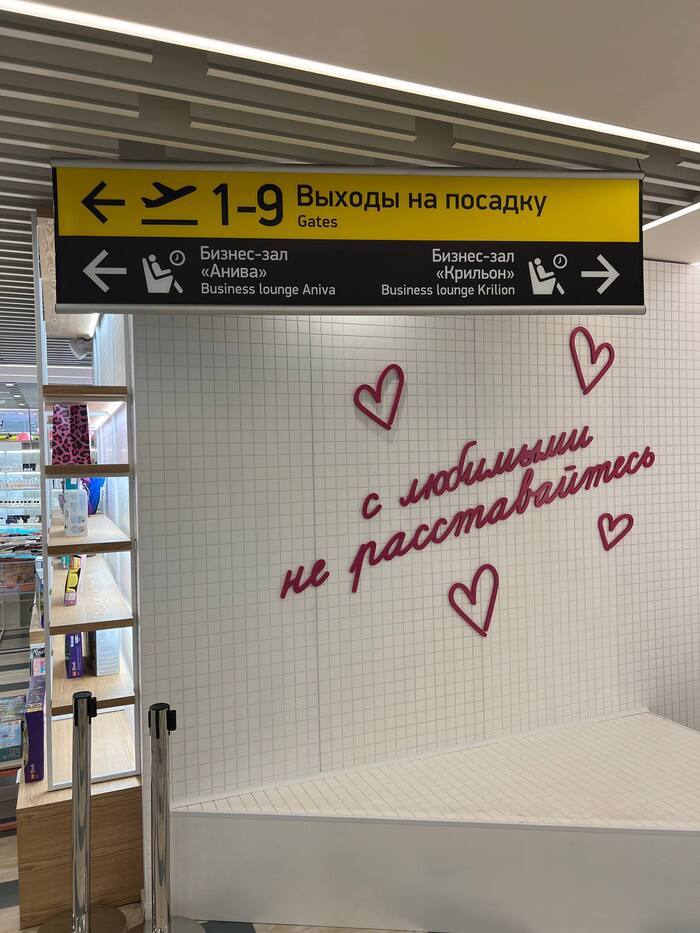 1-9 Выходы на посадку
Gates
Бизнес-зал
«Анива»
Business lounge Aniva
Бизнес-зал
«Крильон»
Business lounge Krilion
с любимыми
не расставайтесь